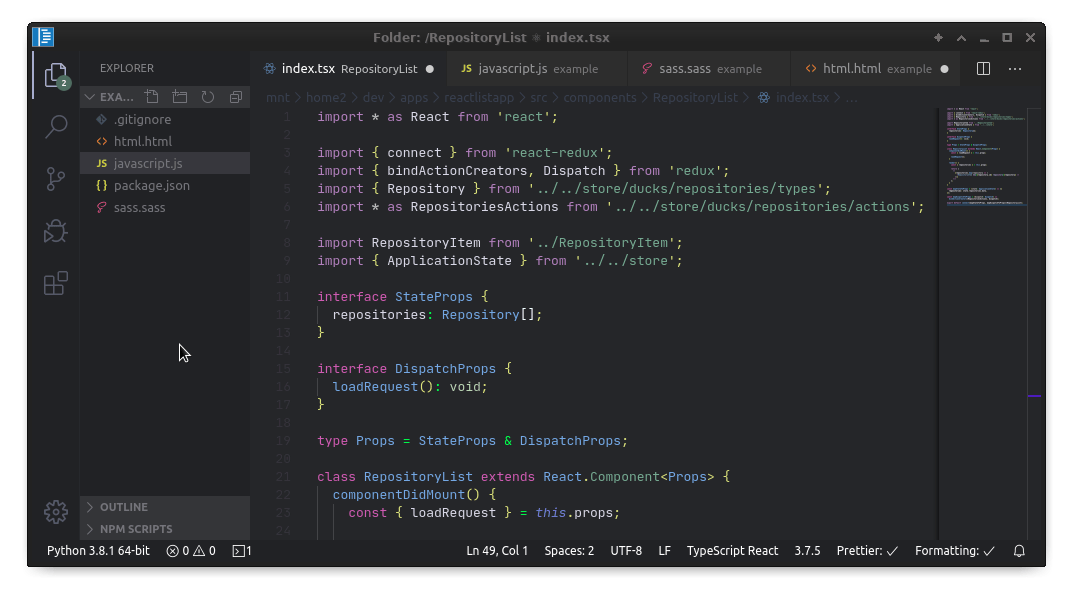 Folder: /RepositoryList ● index.tsx
2
EXPLORER
EXA...
.gitignore
html.html
JS javascript.js
{} package.json
sass.sass
OUTLINE
NPM SCRIPTS
index.tsx RepositoryList ●
JS javascript.js example
sass.sass example
<> html.html example ●
mnt > home2 > dev > apps > reactlistapp > src > components > RepositoryList > index.tsx > ...
1 import * as React from 'react';
2
3 import { connect } from 'react-redux';
4 import { bindActionCreators, Dispatch } from 'redux';
5 import { Repository } from '../../store/ducks/repositories/types';
6 import * as RepositoriesActions from '../../store/ducks/repositories/actions';
7
8 import RepositoryItem from '../RepositoryItem';
9 import { ApplicationState } from '../../store';
10
11 interface StateProps {
12 repositories: Repository[];
13 }
14
15 interface DispatchProps {
16 loadRequest(): void;
17 }
18
19 type Props = StateProps & DispatchProps;
20
21 class RepositoryList extends React.Component<Props> {
22 componentDidMount() {
23 const { loadRequest } = this.props;
24
Python 3.8.1 64-bit 0 0 1 Ln 49, Col 1 Spaces: 2 UTF-8 LF TypeScript React 3.7.5 Prettier: ✓ Formatting: ✓